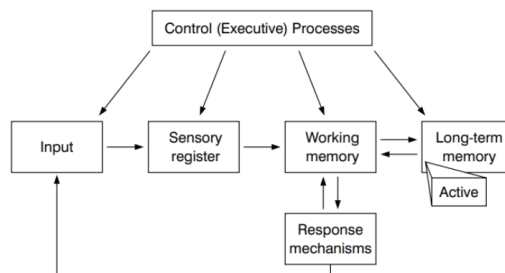 Control (Executive) Processes
Input
Sensory
register
Working
memory
Long-term
memory
Active
Response
mechanisms